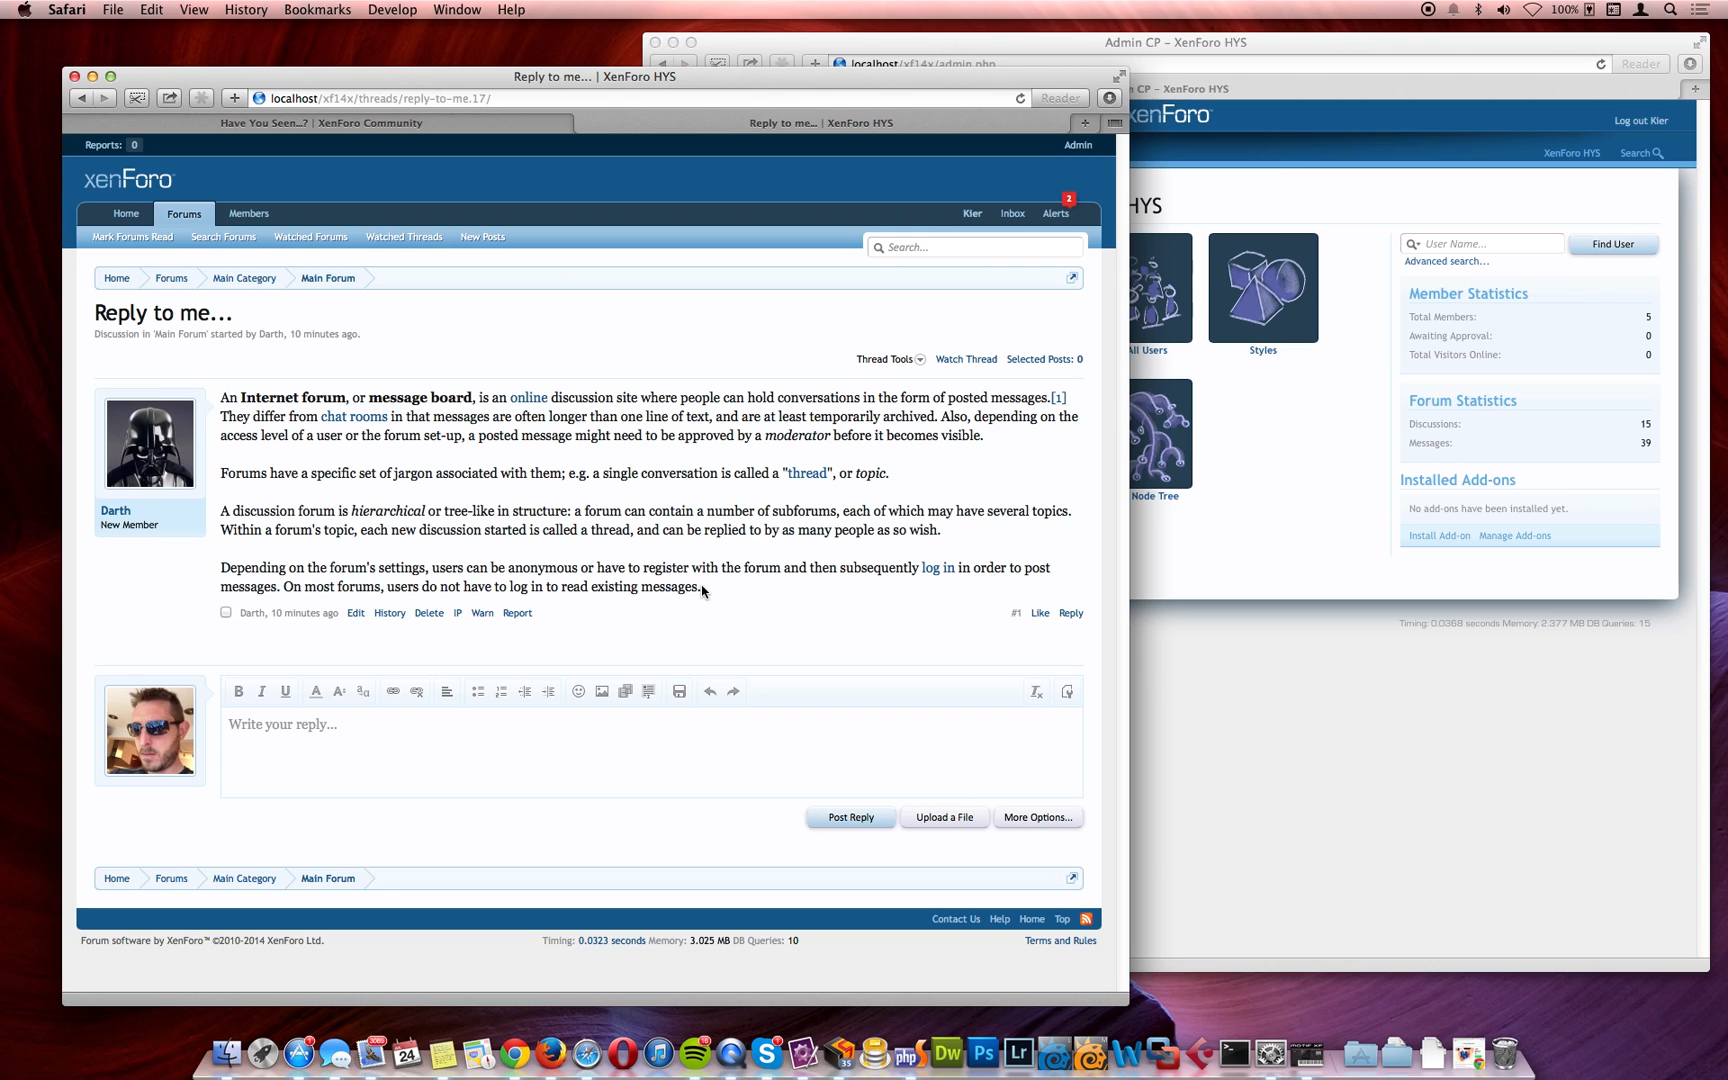 Safari File Edit View History Bookmarks Develop Window Help
100%
Admin CP – XenForo HYS
localhost/xf14x/admin.php
Reader
Reply to me... | XenForo HYS
localhost/xf14x/threads/reply-to-me.17/
Reader
Have You Seen...? | XenForo Community
Reply to me... | XenForo HYS
CP – XenForo HYS
Reports: 0
Admin
xenForo
Home Forums Members
Kier Inbox Alerts 2
Mark Forums Read Search Forums Watched Forums Watched Threads New Posts
Search...
Home Forums Main Category Main Forum
Reply to me...
Discussion in 'Main Forum' started by Darth, 10 minutes ago.
Thread Tools Watch Thread Selected Posts: 0
An Internet forum, or message board, is an online discussion site where people can hold conversations in the form of posted messages.[1]
They differ from chat rooms in that messages are often longer than one line of text, and are at least temporarily archived. Also, depending on the
access level of a user or the forum set-up, a posted message might need to be approved by a moderator before it becomes visible.
Forums have a specific set of jargon associated with them; e.g. a single conversation is called a "thread", or topic.
A discussion forum is hierarchical or tree-like in structure: a forum can contain a number of subforums, each of which may have several topics.
Within a forum's topic, each new discussion started is called a thread, and can be replied to by as many people as so wish.
Depending on the forum's settings, users can be anonymous or have to register with the forum and then subsequently log in in order to post
messages. On most forums, users do not have to log in to read existing messages.
Darth
New Member
Darth, 10 minutes ago Edit History Delete IP Warn Report
#1 Like Reply
Write your reply...
Post Reply Upload a File More Options...
Home Forums Main Category Main Forum
Contact Us Help Home Top
Forum software by XenForo™ ©2010-2014 XenForo Ltd.
Timing: 0.0323 seconds Memory: 3.025 MB DB Queries: 10
Terms and Rules
xenForo
Log out Kier
XenForo HYS Search
HYS
User Name...
Find User
Advanced search...
All Users
Styles
Node Tree
Member Statistics
Total Members: 5
Awaiting Approval: 0
Total Visitors Online: 0
Forum Statistics
Discussions: 15
Messages: 39
Installed Add-ons
No add-ons have been installed yet.
Install Add-on Manage Add-ons
Timing: 0.0368 seconds Memory: 2.377 MB DB Queries: 15
24
php
Dw
Ps
Lr